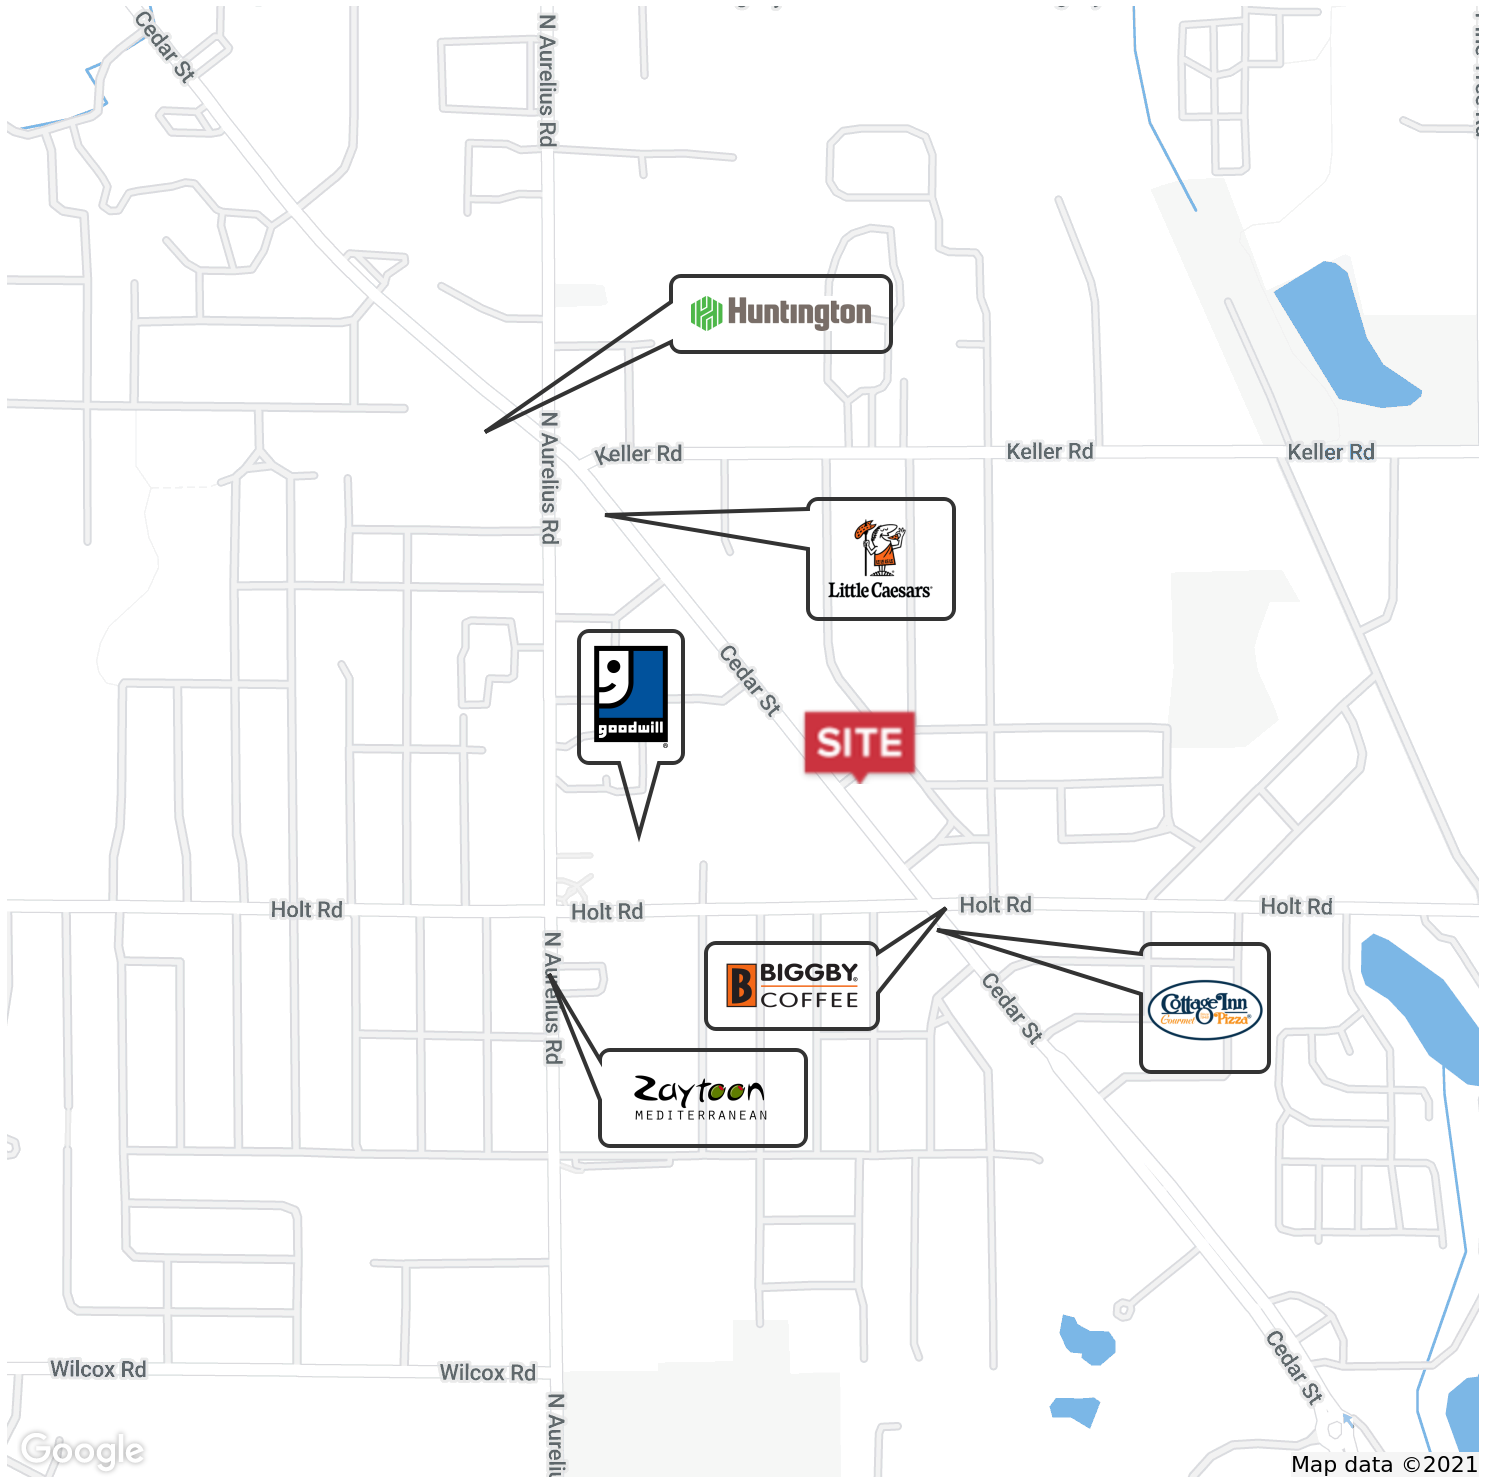 Cedar St
N Aurelius Rd
Huntington
N Aurelius Rd
Keller Rd
Keller Rd
Keller Rd
Little Caesars
Cedar St
goodwill
SITE
Holt Rd
Holt Rd
Holt Rd
Holt Rd
N Aurelius Rd
B BIGGBY
COFFEE
Cedar St
Cottage Inn
Gourmet Pizza
Zaytoon
MEDITERRANEAN
Cedar St
Wilcox Rd
Wilcox Rd
Google
Map data ©2021